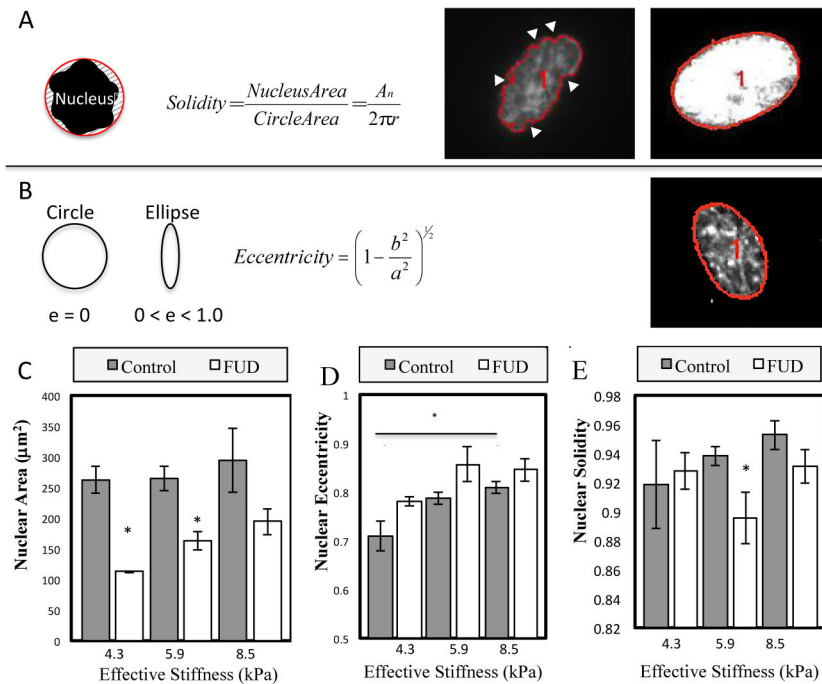 A
Nucleus
Solidity = NucleusArea / CircleArea = Aₙ / 2πr
1
1
B
Circle
Ellipse
e = 0
0 < e < 1.0
Eccentricity = (1 − b² / a²)^½
1
C
Control
FUD
Nuclear Area (μm²)
400
350
300
250
200
150
100
50
0
*
*
4.3
5.9
8.5
Effective Stiffness (kPa)
D
Control
FUD
Nuclear Eccentricity
1
0.9
0.8
0.7
0.6
0.5
*
4.3
5.9
8.5
Effective Stiffness (kPa)
E
Control
FUD
Nuclear Solidity
0.98
0.96
0.94
0.92
0.9
0.88
0.86
0.84
0.82
*
4.3
5.9
8.5
Effective Stiffness (kPa)